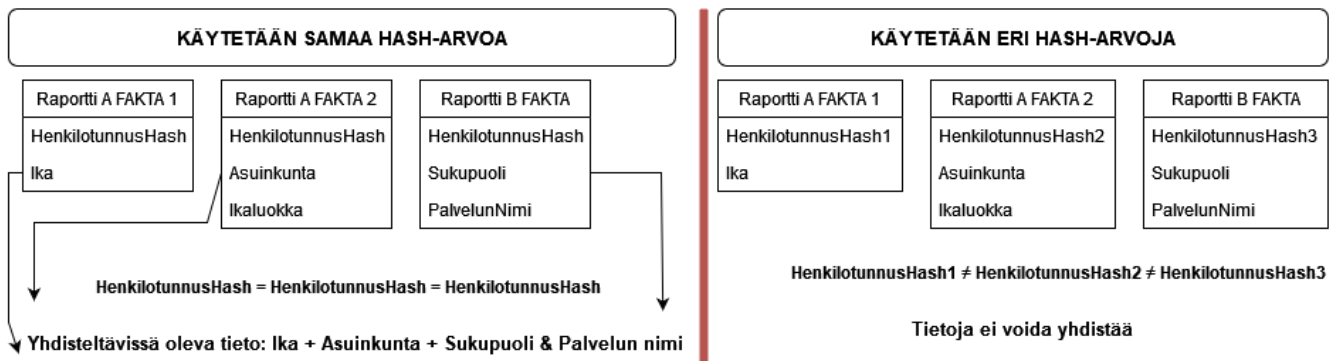 KÄYTETÄÄN SAMAA HASH-ARVOA
Raportti A FAKTA 1
HenkilotunnusHash
Ika
Raportti A FAKTA 2
HenkilotunnusHash
Asuinkunta
Ikaluokka
Raportti B FAKTA
HenkilotunnusHash
Sukupuoli
PalvelunNimi
HenkilotunnusHash = HenkilotunnusHash = HenkilotunnusHash
Yhdisteltävissä oleva tieto: Ika + Asuinkunta + Sukupuoli & Palvelun nimi
KÄYTETÄÄN ERI HASH-ARVOJA
Raportti A FAKTA 1
HenkilotunnusHash1
Ika
Raportti A FAKTA 2
HenkilotunnusHash2
Asuinkunta
Ikaluokka
Raportti B FAKTA
HenkilotunnusHash3
Sukupuoli
PalvelunNimi
HenkilotunnusHash1 ≠ HenkilotunnusHash2 ≠ HenkilotunnusHash3
Tietoja ei voida yhdistää